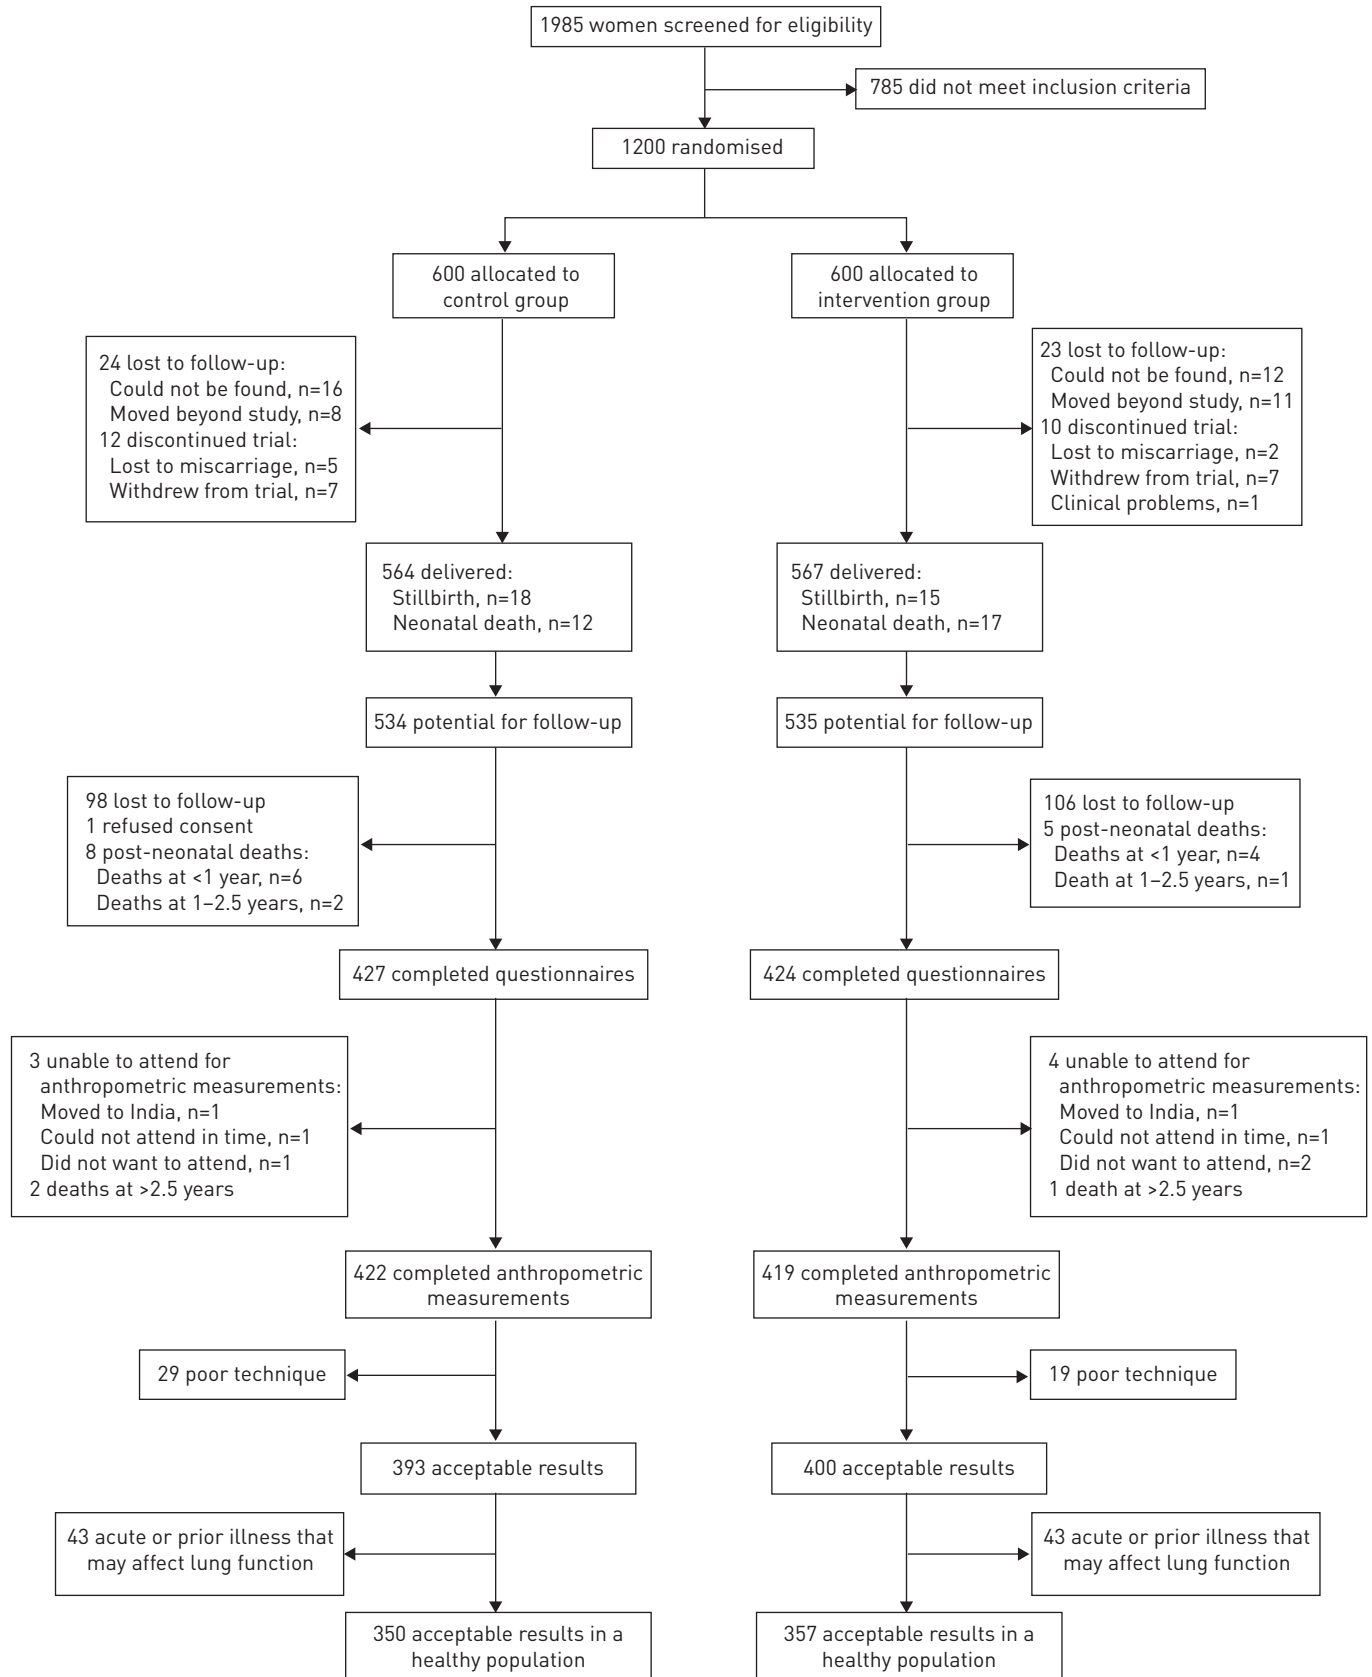 1985 women screened for eligibility
785 did not meet inclusion criteria
1200 randomised
600 allocated to
control group
600 allocated to
intervention group
24 lost to follow-up:
Could not be found, n=16
Moved beyond study, n=8
12 discontinued trial:
Lost to miscarriage, n=5
Withdrew from trial, n=7
23 lost to follow-up:
Could not be found, n=12
Moved beyond study, n=11
10 discontinued trial:
Lost to miscarriage, n=2
Withdrew from trial, n=7
Clinical problems, n=1
564 delivered:
Stillbirth, n=18
Neonatal death, n=12
567 delivered:
Stillbirth, n=15
Neonatal death, n=17
534 potential for follow-up
535 potential for follow-up
98 lost to follow-up
1 refused consent
8 post-neonatal deaths:
Deaths at <1 year, n=6
Deaths at 1–2.5 years, n=2
106 lost to follow-up
5 post-neonatal deaths:
Deaths at <1 year, n=4
Death at 1–2.5 years, n=1
427 completed questionnaires
424 completed questionnaires
3 unable to attend for
anthropometric measurements:
Moved to India, n=1
Could not attend in time, n=1
Did not want to attend, n=1
2 deaths at >2.5 years
4 unable to attend for
anthropometric measurements:
Moved to India, n=1
Could not attend in time, n=1
Did not want to attend, n=2
1 death at >2.5 years
422 completed anthropometric
measurements
419 completed anthropometric
measurements
29 poor technique
19 poor technique
393 acceptable results
400 acceptable results
43 acute or prior illness that
may affect lung function
43 acute or prior illness that
may affect lung function
350 acceptable results in a
healthy population
357 acceptable results in a
healthy population